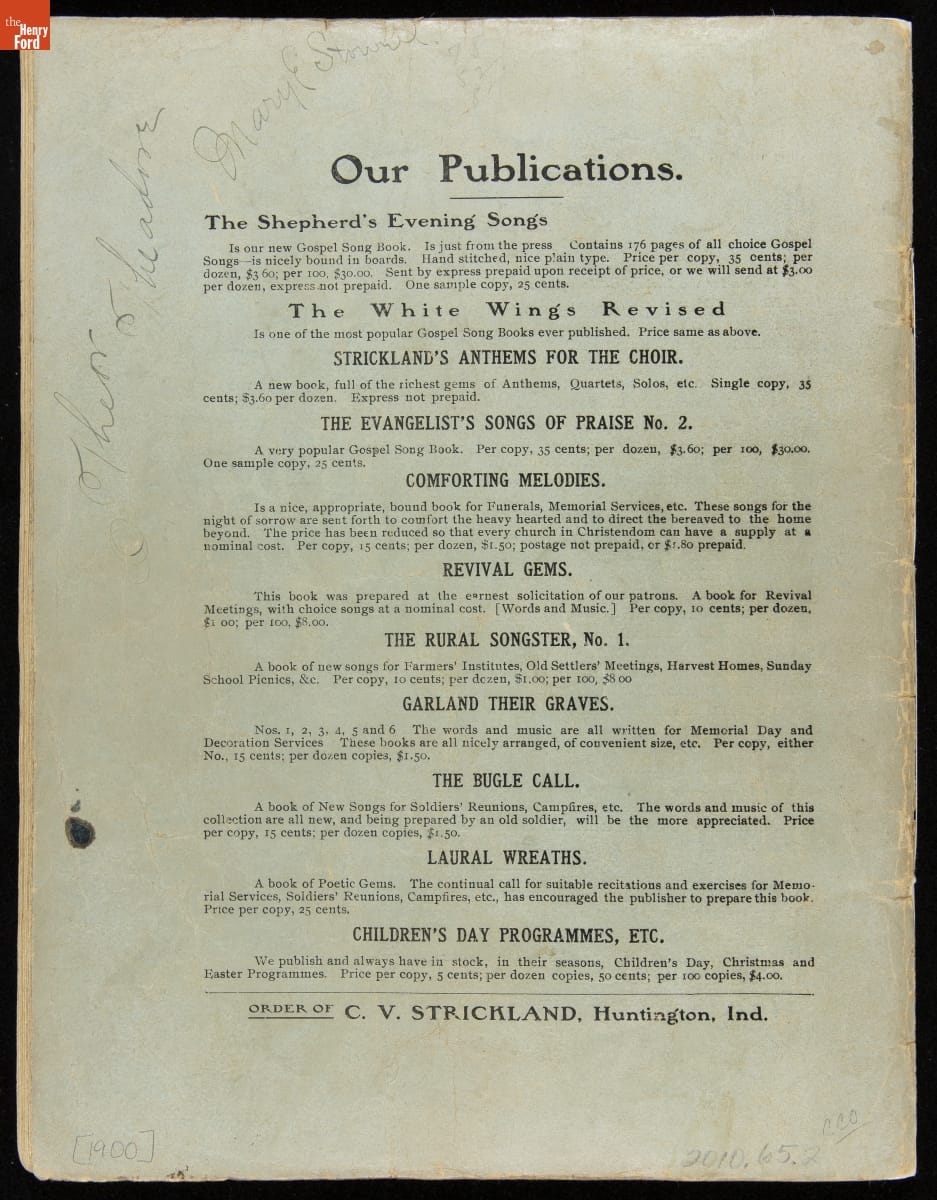 the
Henry
Ford
Mary E
Theo Theadore
Our Publications.
The Shepherd's Evening Songs
Is our new Gospel Song Book. Is just from the press Contains 176 pages of all choice Gospel
Songs—is nicely bound in boards. Hand stitched, nice plain type. Price per copy, 35 cents; per
dozen, $3 60; per 100, $30.00. Sent by express prepaid upon receipt of price, or we will send at $3.00
per dozen, express not prepaid. One sample copy, 25 cents.
The White Wings Revised
Is one of the most popular Gospel Song Books ever published. Price same as above.
STRICKLAND'S ANTHEMS FOR THE CHOIR.
A new book, full of the richest gems of Anthems, Quartets, Solos, etc. Single copy, 35
cents; $3.60 per dozen. Express not prepaid.
THE EVANGELIST'S SONGS OF PRAISE No. 2.
A very popular Gospel Song Book. Per copy, 35 cents; per dozen, $3.60; per 100, $30.00.
One sample copy, 25 cents.
COMFORTING MELODIES.
Is a nice, appropriate, bound book for Funerals, Memorial Services, etc. These songs for the
night of sorrow are sent forth to comfort the heavy hearted and to direct the bereaved to the home
beyond. The price has been reduced so that every church in Christendom can have a supply at a
nominal cost. Per copy, 15 cents; per dozen, $1.50; postage not prepaid, or $1.80 prepaid.
REVIVAL GEMS.
This book was prepared at the earnest solicitation of our patrons. A book for Revival
Meetings, with choice songs at a nominal cost. [Words and Music.] Per copy, 10 cents; per dozen,
$1 00; per 100, $8.00.
THE RURAL SONGSTER, No. 1.
A book of new songs for Farmers' Institutes, Old Settlers' Meetings, Harvest Homes, Sunday
School Picnics, &c. Per copy, 10 cents; per dozen, $1.00; per 100, $8 00
GARLAND THEIR GRAVES.
Nos. 1, 2, 3, 4, 5 and 6 The words and music are all written for Memorial Day and
Decoration Services These books are all nicely arranged, of convenient size, etc. Per copy, either
No., 15 cents; per dozen copies, $1.50.
THE BUGLE CALL.
A book of New Songs for Soldiers' Reunions, Campfires, etc. The words and music of this
collection are all new, and being prepared by an old soldier, will be the more appreciated. Price
per copy, 15 cents; per dozen copies, $1.50.
LAURAL WREATHS.
A book of Poetic Gems. The continual call for suitable recitations and exercises for Memo-
rial Services, Soldiers' Reunions, Campfires, etc., has encouraged the publisher to prepare this book.
Price per copy, 25 cents.
CHILDREN'S DAY PROGRAMMES, ETC.
We publish and always have in stock, in their seasons, Children's Day, Christmas and
Easter Programmes. Price per copy, 5 cents; per dozen copies, 50 cents; per 100 copies, $4.00.
ORDER OF C. V. STRICKLAND, Huntington, Ind.
[1900]
2010.65.2